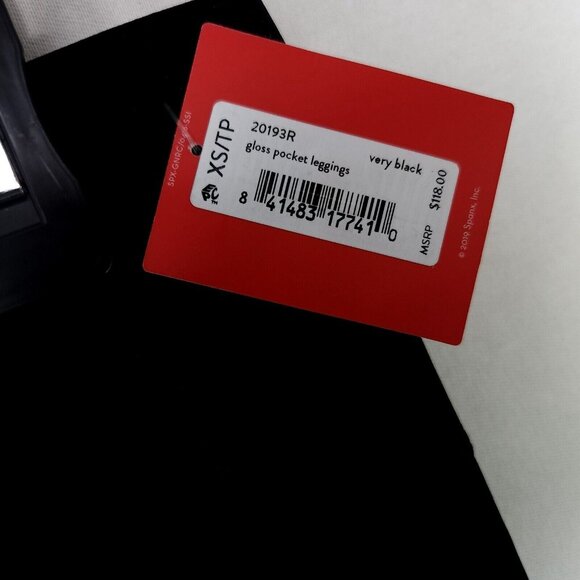 XS/TP
20193R
gloss pocket leggings
very black
8 41483 17741 0
MSRP $118.00
© 2019 Spanx, Inc.